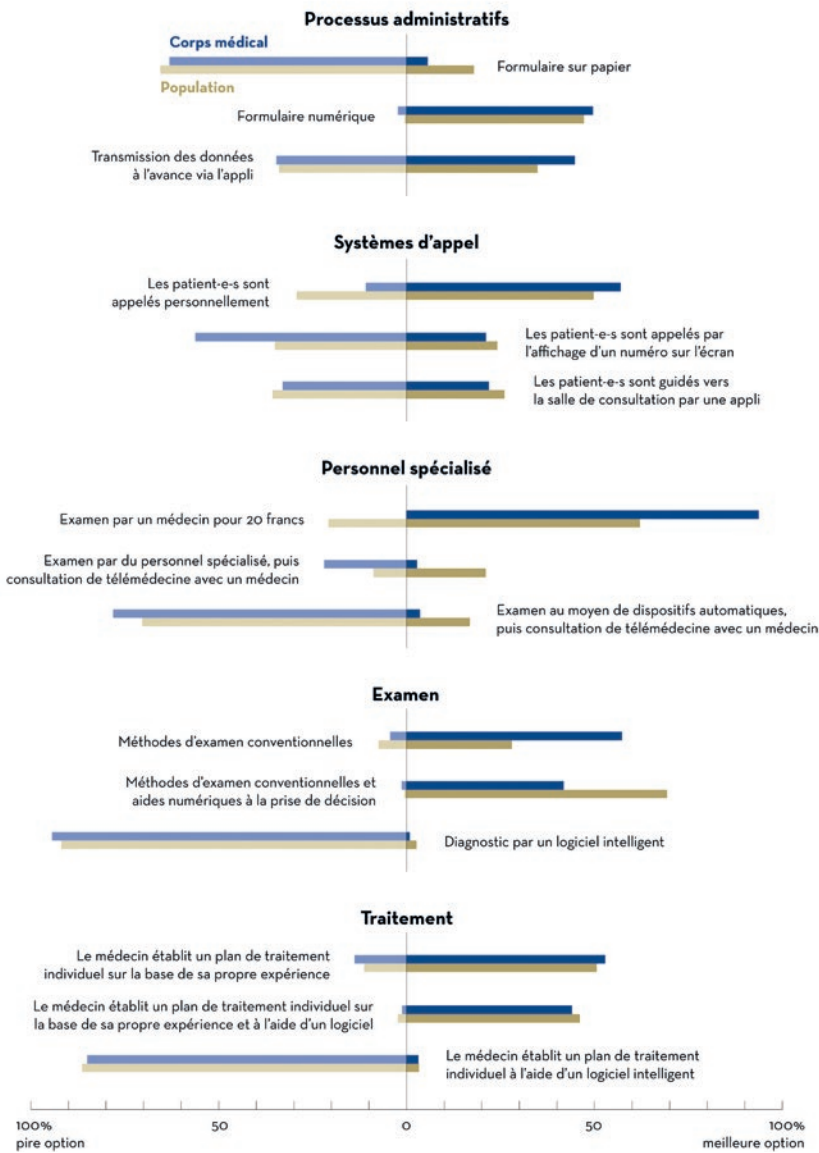 Processus administratifs
Corps médical
Formulaire sur papier
Population
Formulaire numérique
Transmission des données
à l'avance via l'appli
Systèmes d'appel
Les patient-e-s sont
appelés personnellement
Les patient-e-s sont appelés par
l'affichage d'un numéro sur l'écran
Les patient-e-s sont guidés vers
la salle de consultation par une appli
Personnel spécialisé
Examen par un médecin pour 20 francs
Examen par du personnel spécialisé, puis
consultation de télémédecine avec un médecin
Examen au moyen de dispositifs automatiques,
puis consultation de télémédecine avec un médecin
Examen
Méthodes d'examen conventionnelles
Méthodes d'examen conventionnelles et
aides numériques à la prise de décision
Diagnostic par un logiciel intelligent
Traitement
Le médecin établit un plan de traitement
individuel sur la base de sa propre expérience
Le médecin établit un plan de traitement individuel sur
la base de sa propre expérience et à l'aide d'un logiciel
Le médecin établit un plan de traitement
individuel à l'aide d'un logiciel intelligent
100% 50 0 50 100%
pire option meilleure option